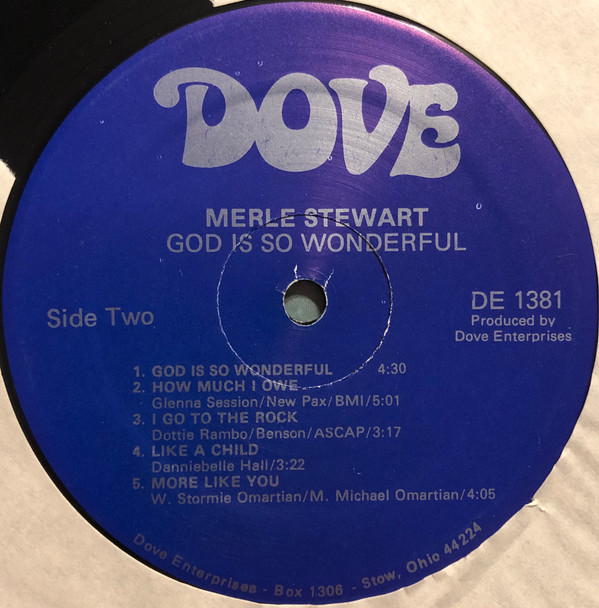 DOVE
MERLE STEWART
GOD IS SO WONDERFUL
Side Two
DE 1381
Produced by
Dove Enterprises
1. GOD IS SO WONDERFUL 4:30
2. HOW MUCH I OWE
Glenna Session/New Pax/BMI/5:01
3. I GO TO THE ROCK
Dottie Rambo/Benson/ASCAP/3:17
4. LIKE A CHILD
Danniebelle Hall/3:22
5. MORE LIKE YOU
W. Stormie Omartian/M. Michael Omartian/4:05
Dove Enterprises - Box 1306 - Stow, Ohio 44224